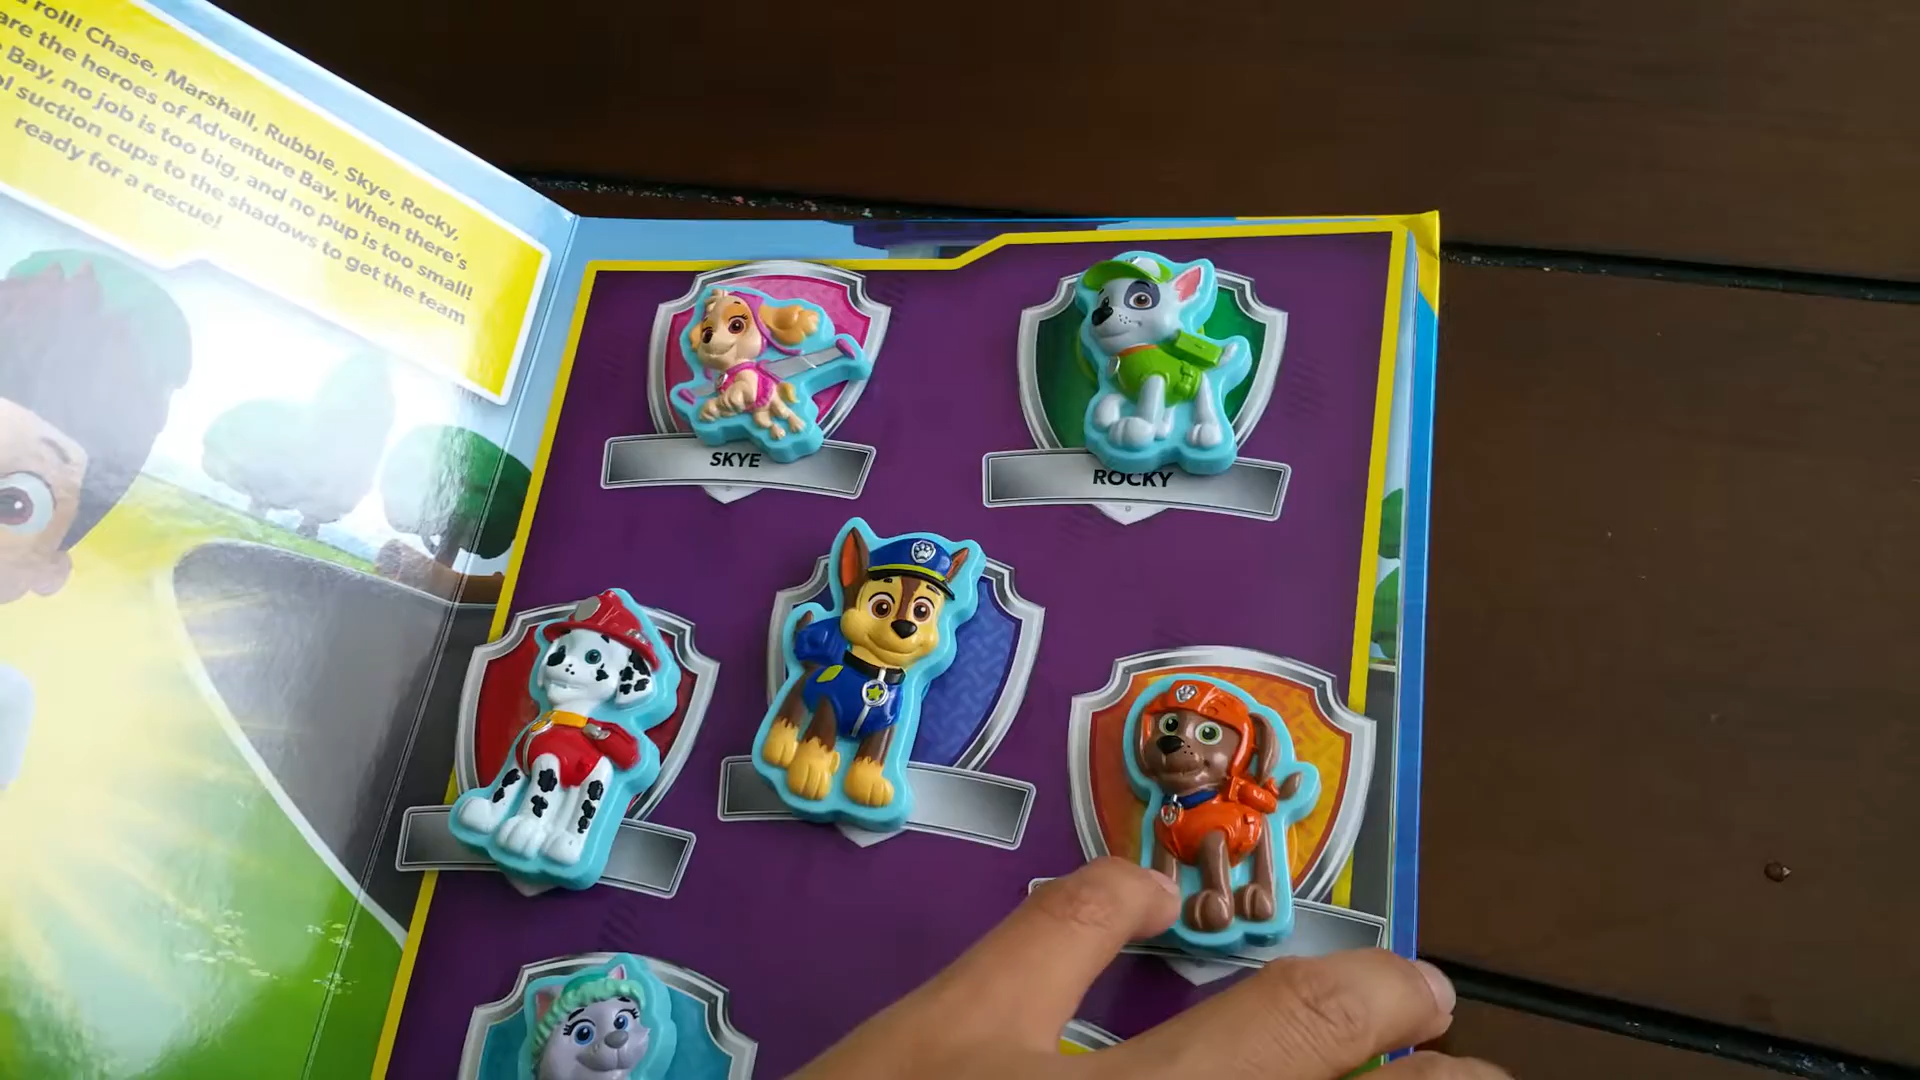 roll! Chase, Marshall, Rubble, Skye, Rocky,
are the heroes of Adventure Bay. When there's
Bay, no job is too big, and no pup is too small!
suction cups to the shadows to get the team
ready for a rescue!
SKYE
ROCKY